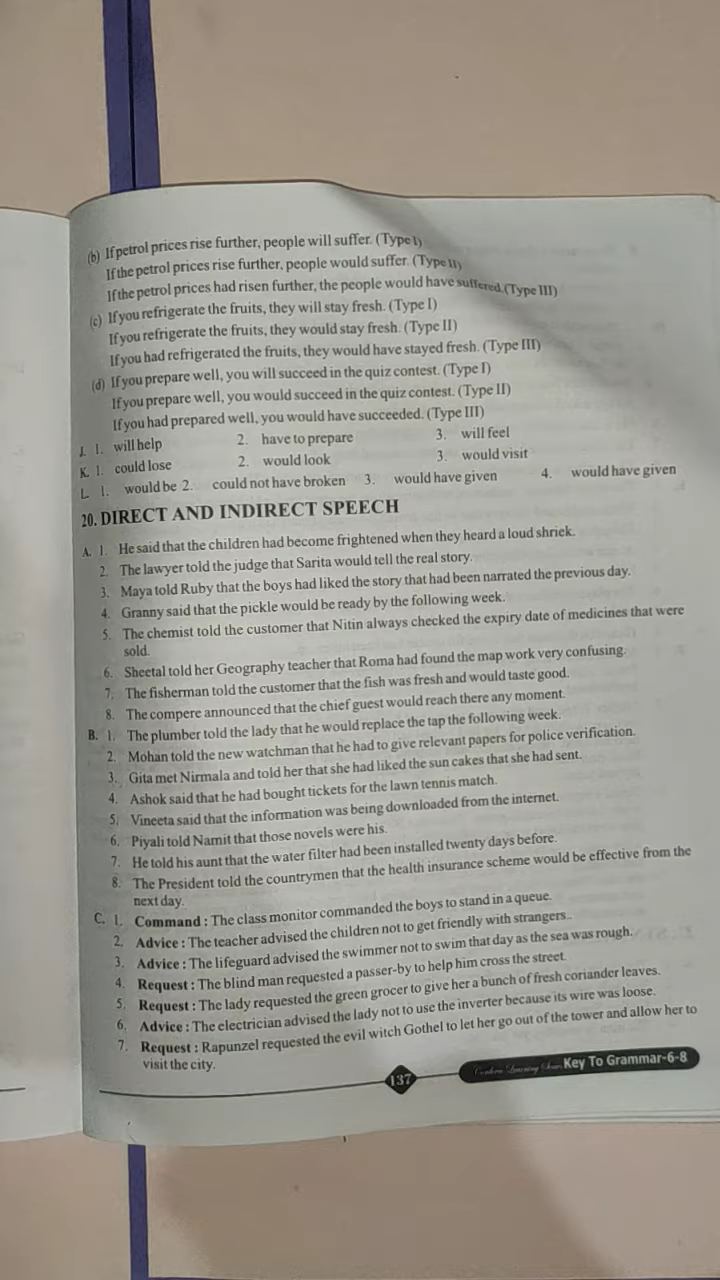 (b) If petrol prices rise further, people will suffer. (Type I)
If the petrol prices rise further, people would suffer. (Type II)
If the petrol prices had risen further, the people would have suffered.(Type III)
(c) If you refrigerate the fruits, they will stay fresh. (Type I)
If you refrigerate the fruits, they would stay fresh. (Type II)
If you had refrigerated the fruits, they would have stayed fresh. (Type III)
(d) If you prepare well, you will succeed in the quiz contest. (Type I)
If you prepare well, you would succeed in the quiz contest. (Type II)
If you had prepared well, you would have succeeded. (Type III)
J. 1. will help 2. have to prepare 3. will feel
K. 1. could lose 2. would look 3. would visit
L. 1. would be 2. could not have broken 3. would have given 4. would have given
20. DIRECT AND INDIRECT SPEECH
A. 1. He said that the children had become frightened when they heard a loud shriek.
2. The lawyer told the judge that Sarita would tell the real story.
3. Maya told Ruby that the boys had liked the story that had been narrated the previous day.
4. Granny said that the pickle would be ready by the following week.
5. The chemist told the customer that Nitin always checked the expiry date of medicines that were
sold.
6. Sheetal told her Geography teacher that Roma had found the map work very confusing.
7. The fisherman told the customer that the fish was fresh and would taste good.
8. The compere announced that the chief guest would reach there any moment.
B. 1. The plumber told the lady that he would replace the tap the following week.
2. Mohan told the new watchman that he had to give relevant papers for police verification.
3. Gita met Nirmala and told her that she had liked the sun cakes that she had sent.
4. Ashok said that he had bought tickets for the lawn tennis match.
5. Vineeta said that the information was being downloaded from the internet.
6. Piyali told Namit that those novels were his.
7. He told his aunt that the water filter had been installed twenty days before.
8. The President told the countrymen that the health insurance scheme would be effective from the
next day.
C. 1. Command : The class monitor commanded the boys to stand in a queue.
2. Advice : The teacher advised the children not to get friendly with strangers..
3. Advice : The lifeguard advised the swimmer not to swim that day as the sea was rough.
4. Request : The blind man requested a passer-by to help him cross the street.
5. Request : The lady requested the green grocer to give her a bunch of fresh coriander leaves.
6. Advice : The electrician advised the lady not to use the inverter because its wire was loose.
7. Request : Rapunzel requested the evil witch Gothel to let her go out of the tower and allow her to
visit the city.
137
Learning Key To Grammar-6-8